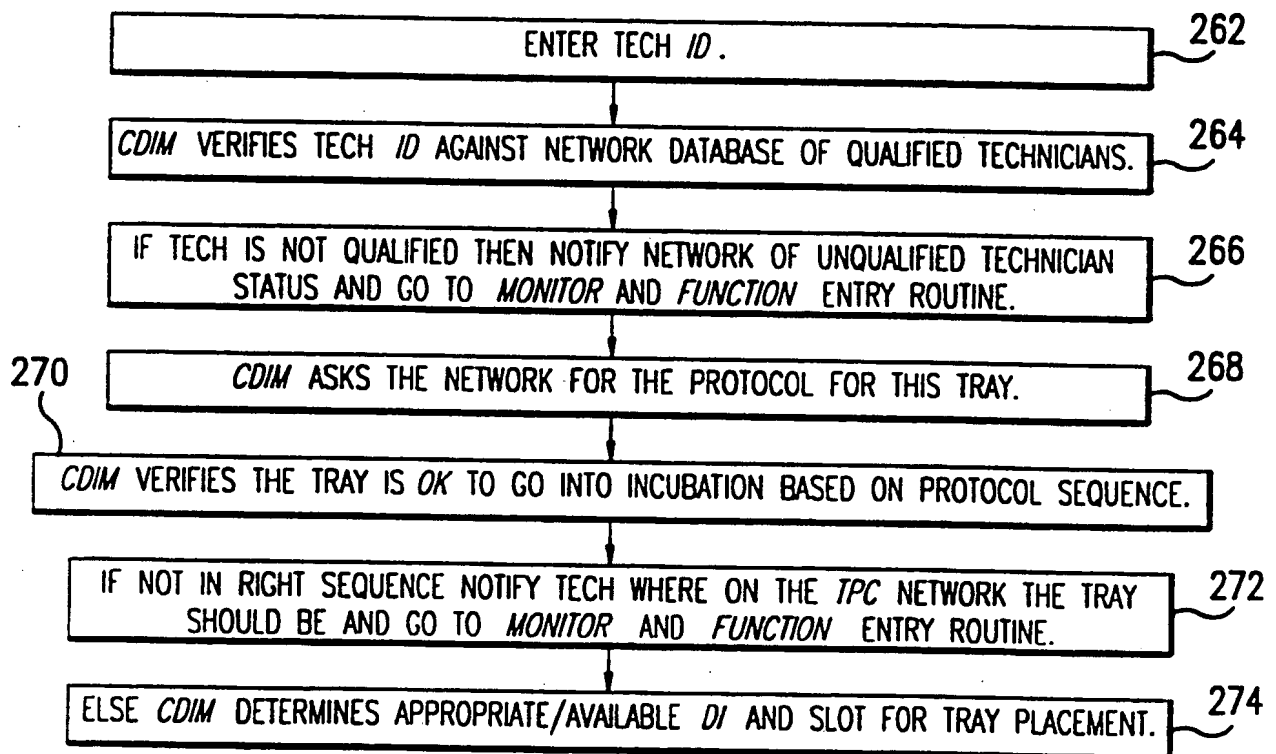 ENTER TECH ID.
262
CDIM VERIFIES TECH ID AGAINST NETWORK DATABASE OF QUALIFIED TECHNICIANS.
264
IF TECH IS NOT QUALIFIED THEN NOTIFY NETWORK OF UNQUALIFIED TECHNICIAN
STATUS AND GO TO MONITOR AND FUNCTION ENTRY ROUTINE.
266
CDIM ASKS THE NETWORK FOR THE PROTOCOL FOR THIS TRAY.
268
270
CDIM VERIFIES THE TRAY IS OK TO GO INTO INCUBATION BASED ON PROTOCOL SEQUENCE.
IF NOT IN RIGHT SEQUENCE NOTIFY TECH WHERE ON THE TPC NETWORK THE TRAY
SHOULD BE AND GO TO MONITOR AND FUNCTION ENTRY ROUTINE.
272
ELSE CDIM DETERMINES APPROPRIATE/AVAILABLE DI AND SLOT FOR TRAY PLACEMENT.
274